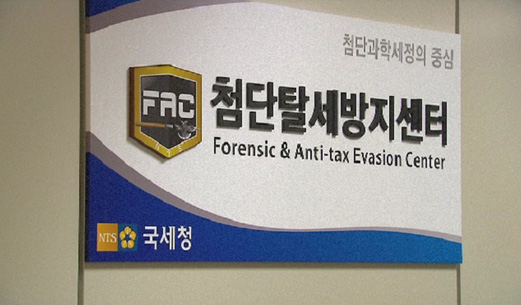 첨단과학세정의 중심
FAC
첨단탈세방지센터
Forensic & Anti-tax Evasion Center
NTS 국세청